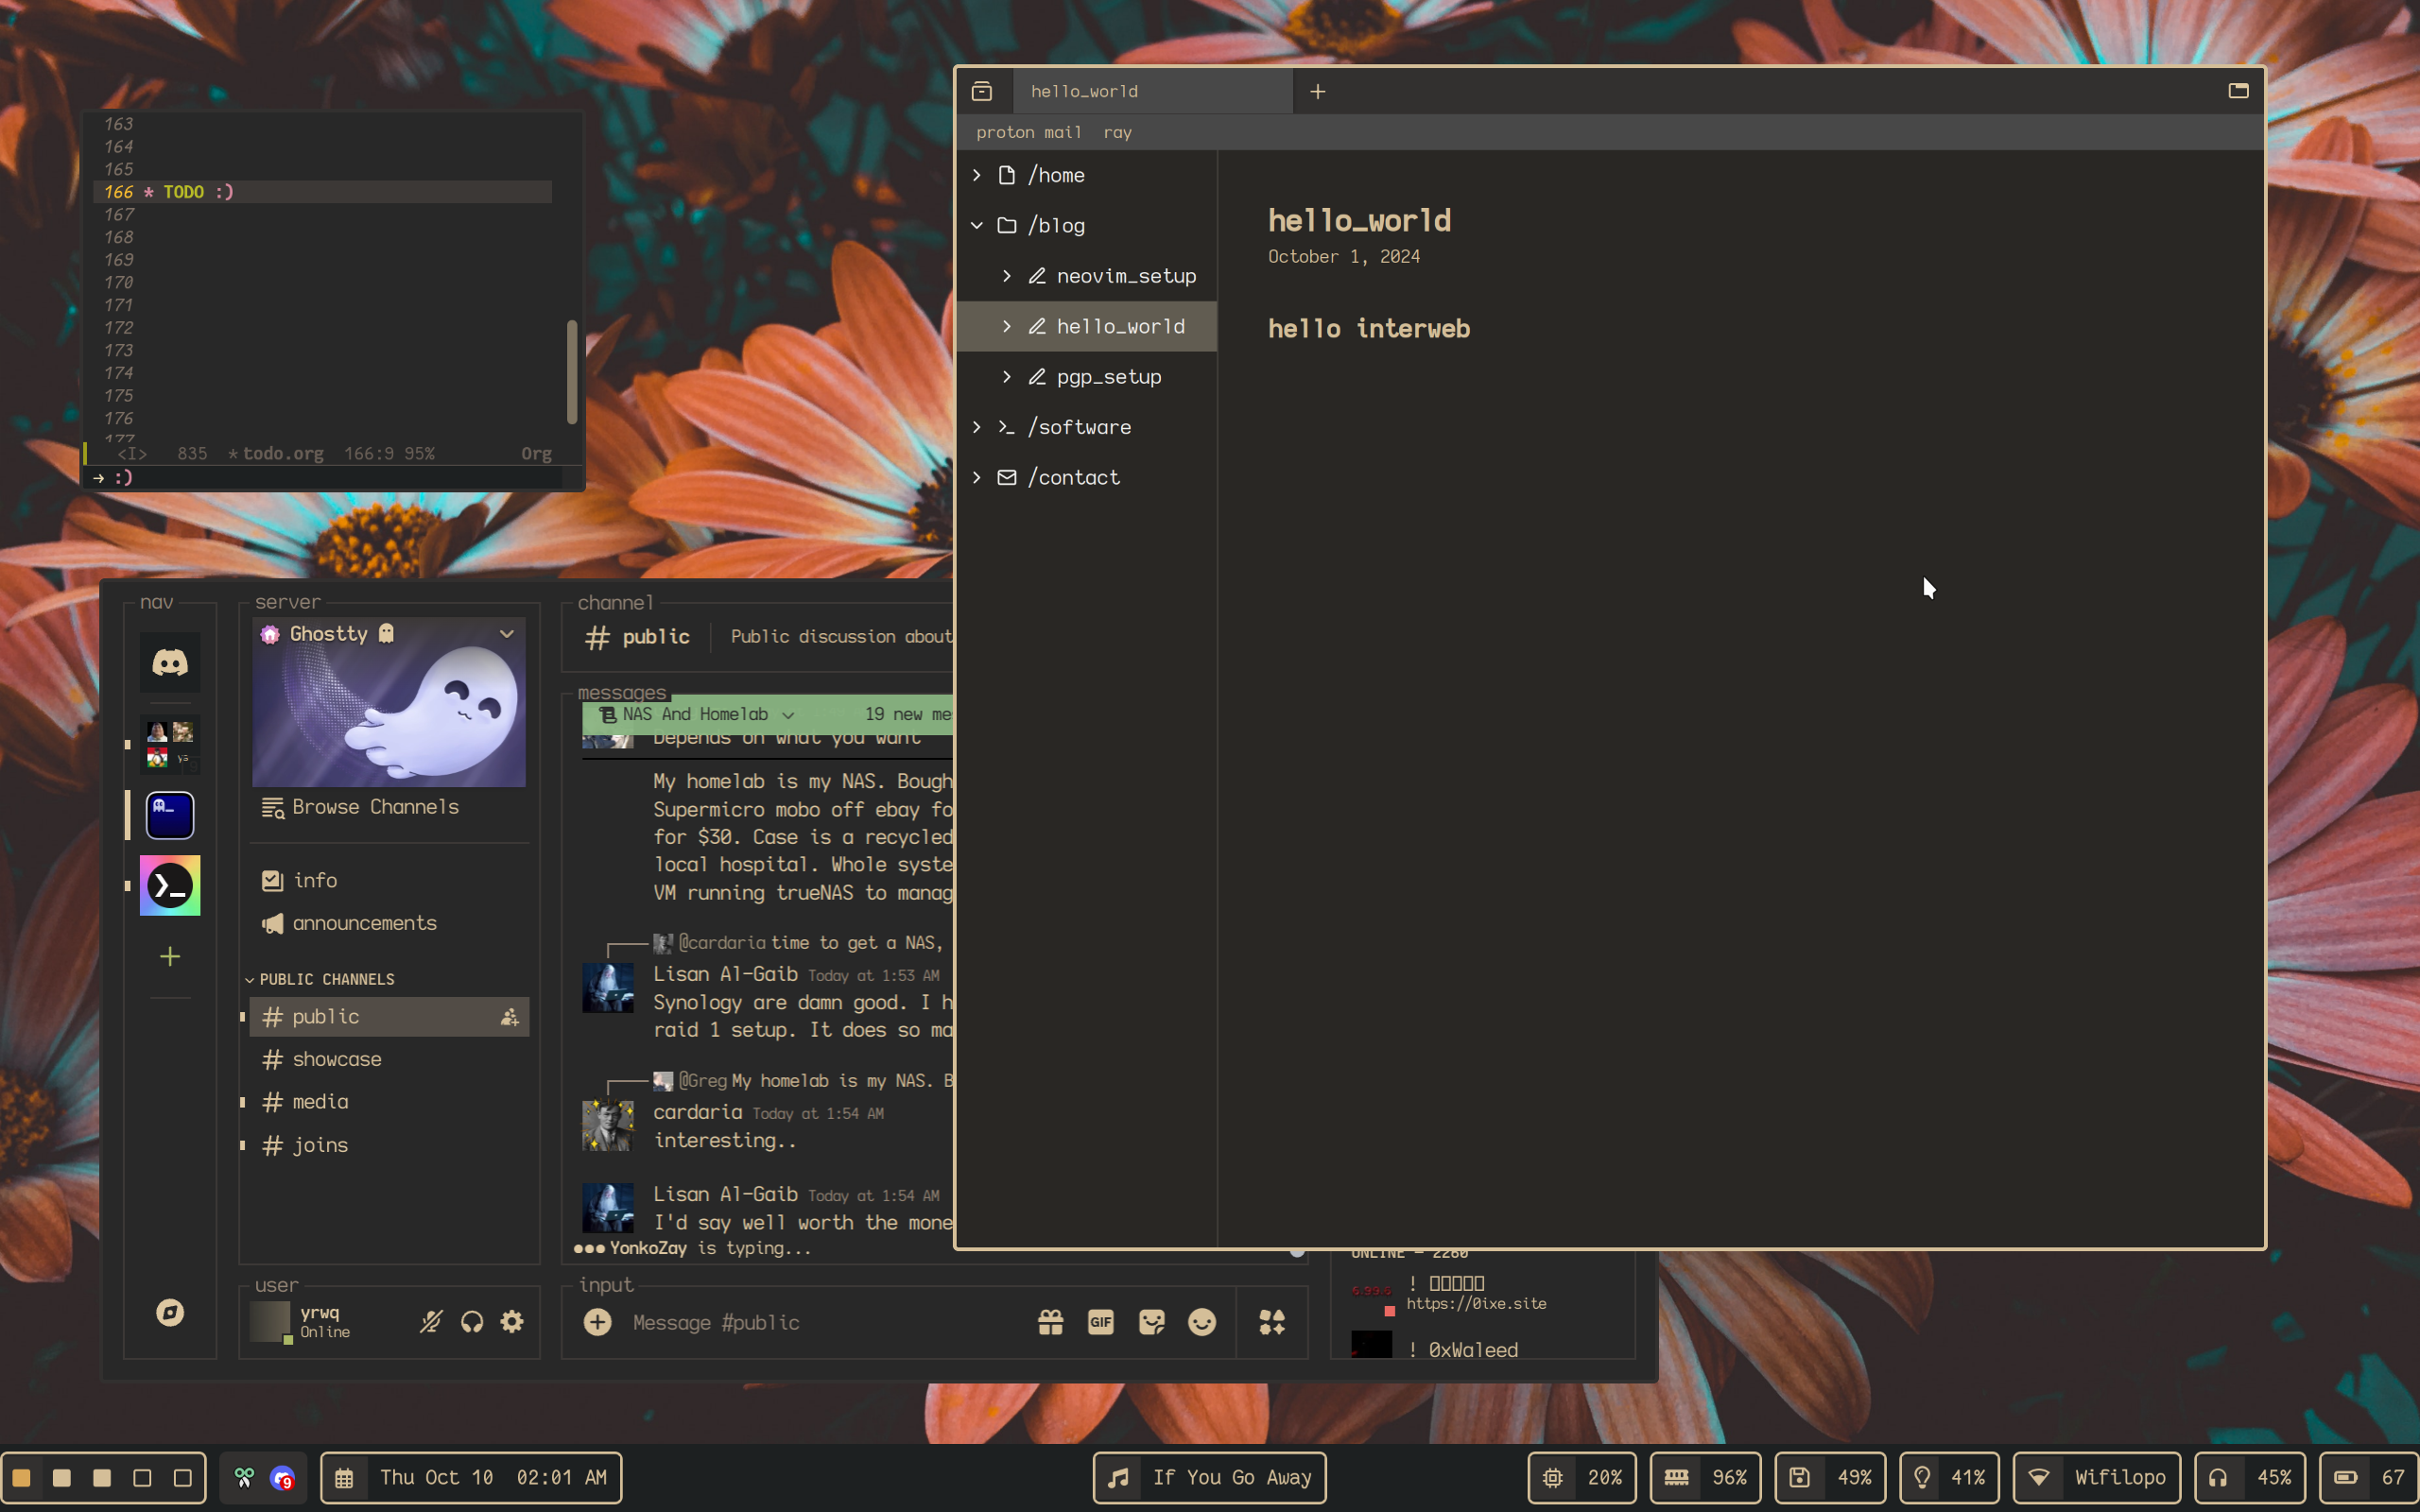 163
164
165
166 * TODO :)
167
168
169
170
171
172
173
174
175
176
177
<I> 835 * todo.org 166:9 95% Org
→ :)
hello_world
proton mail ray
/home
/blog
neovim_setup
hello_world
pgp_setup
/software
/contact
hello_world
October 1, 2024
hello interweb
nav
server
Ghostty
Browse Channels
info
announcements
PUBLIC CHANNELS
# public
# showcase
# media
# joins
user
yrwq
Online
channel
# public Public discussion about
messages
NAS And Homelab 19 new me
Depends on what you want
My homelab is my NAS. Bough
Supermicro mobo off ebay fo
for $30. Case is a recycled
local hospital. Whole syste
VM running trueNAS to manag
@cardaria time to get a NAS,
Lisan Al-Gaib Today at 1:53 AM
Synology are damn good. I h
raid 1 setup. It does so ma
@Greg My homelab is my NAS. B
cardaria Today at 1:54 AM
interesting..
Lisan Al-Gaib Today at 1:54 AM
I'd say well worth the mone
YonkoZay is typing...
input
Message #public
GIF
ONLINE — 2260
!
https://0ixe.site
! 0xWaleed
9
Thu Oct 10 02:01 AM
If You Go Away
20%
96%
49%
41%
Wifilopo
45%
67